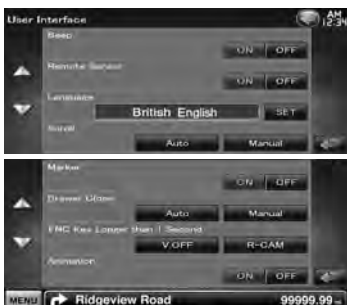 User Interface
AM
12:34
Beep
ON OFF
Remote Sensor
ON OFF
Language
British English SET
Scroll
Auto Manual
Marker
ON OFF
Drawer Close
Auto Manual
ENC Key Longer than 1 Second
V.OFF R-CAM
Animation
ON OFF
MENU Ridgeview Road 99999.99